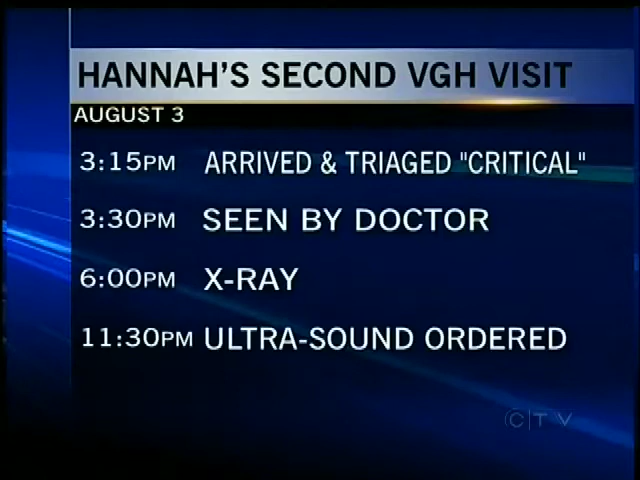 HANNAH'S SECOND VGH VISIT
AUGUST 3
3:15PM ARRIVED & TRIAGED "CRITICAL"
3:30PM SEEN BY DOCTOR
6:00PM X-RAY
11:30PM ULTRA-SOUND ORDERED
CTV